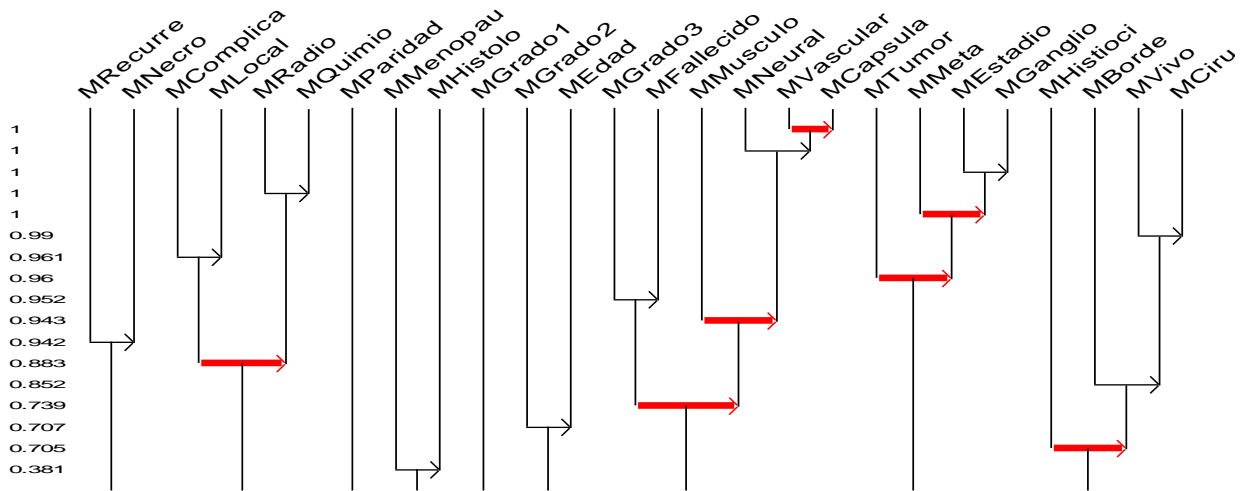 MRecurre
MNecro
MComplica
MLocal
MRadio
MQuimio
MParidad
MMenopau
MHistolo
MGrado1
MGrado2
MEdad
MGrado3
MFallecido
MMusculo
MNeural
MVascular
MCapsula
MTumor
MMeta
MEstadio
MGanglio
MHistioci
MBorde
MVivo
MCiru
1
1
1
1
1
0.99
0.961
0.96
0.952
0.943
0.942
0.883
0.852
0.739
0.707
0.705
0.381